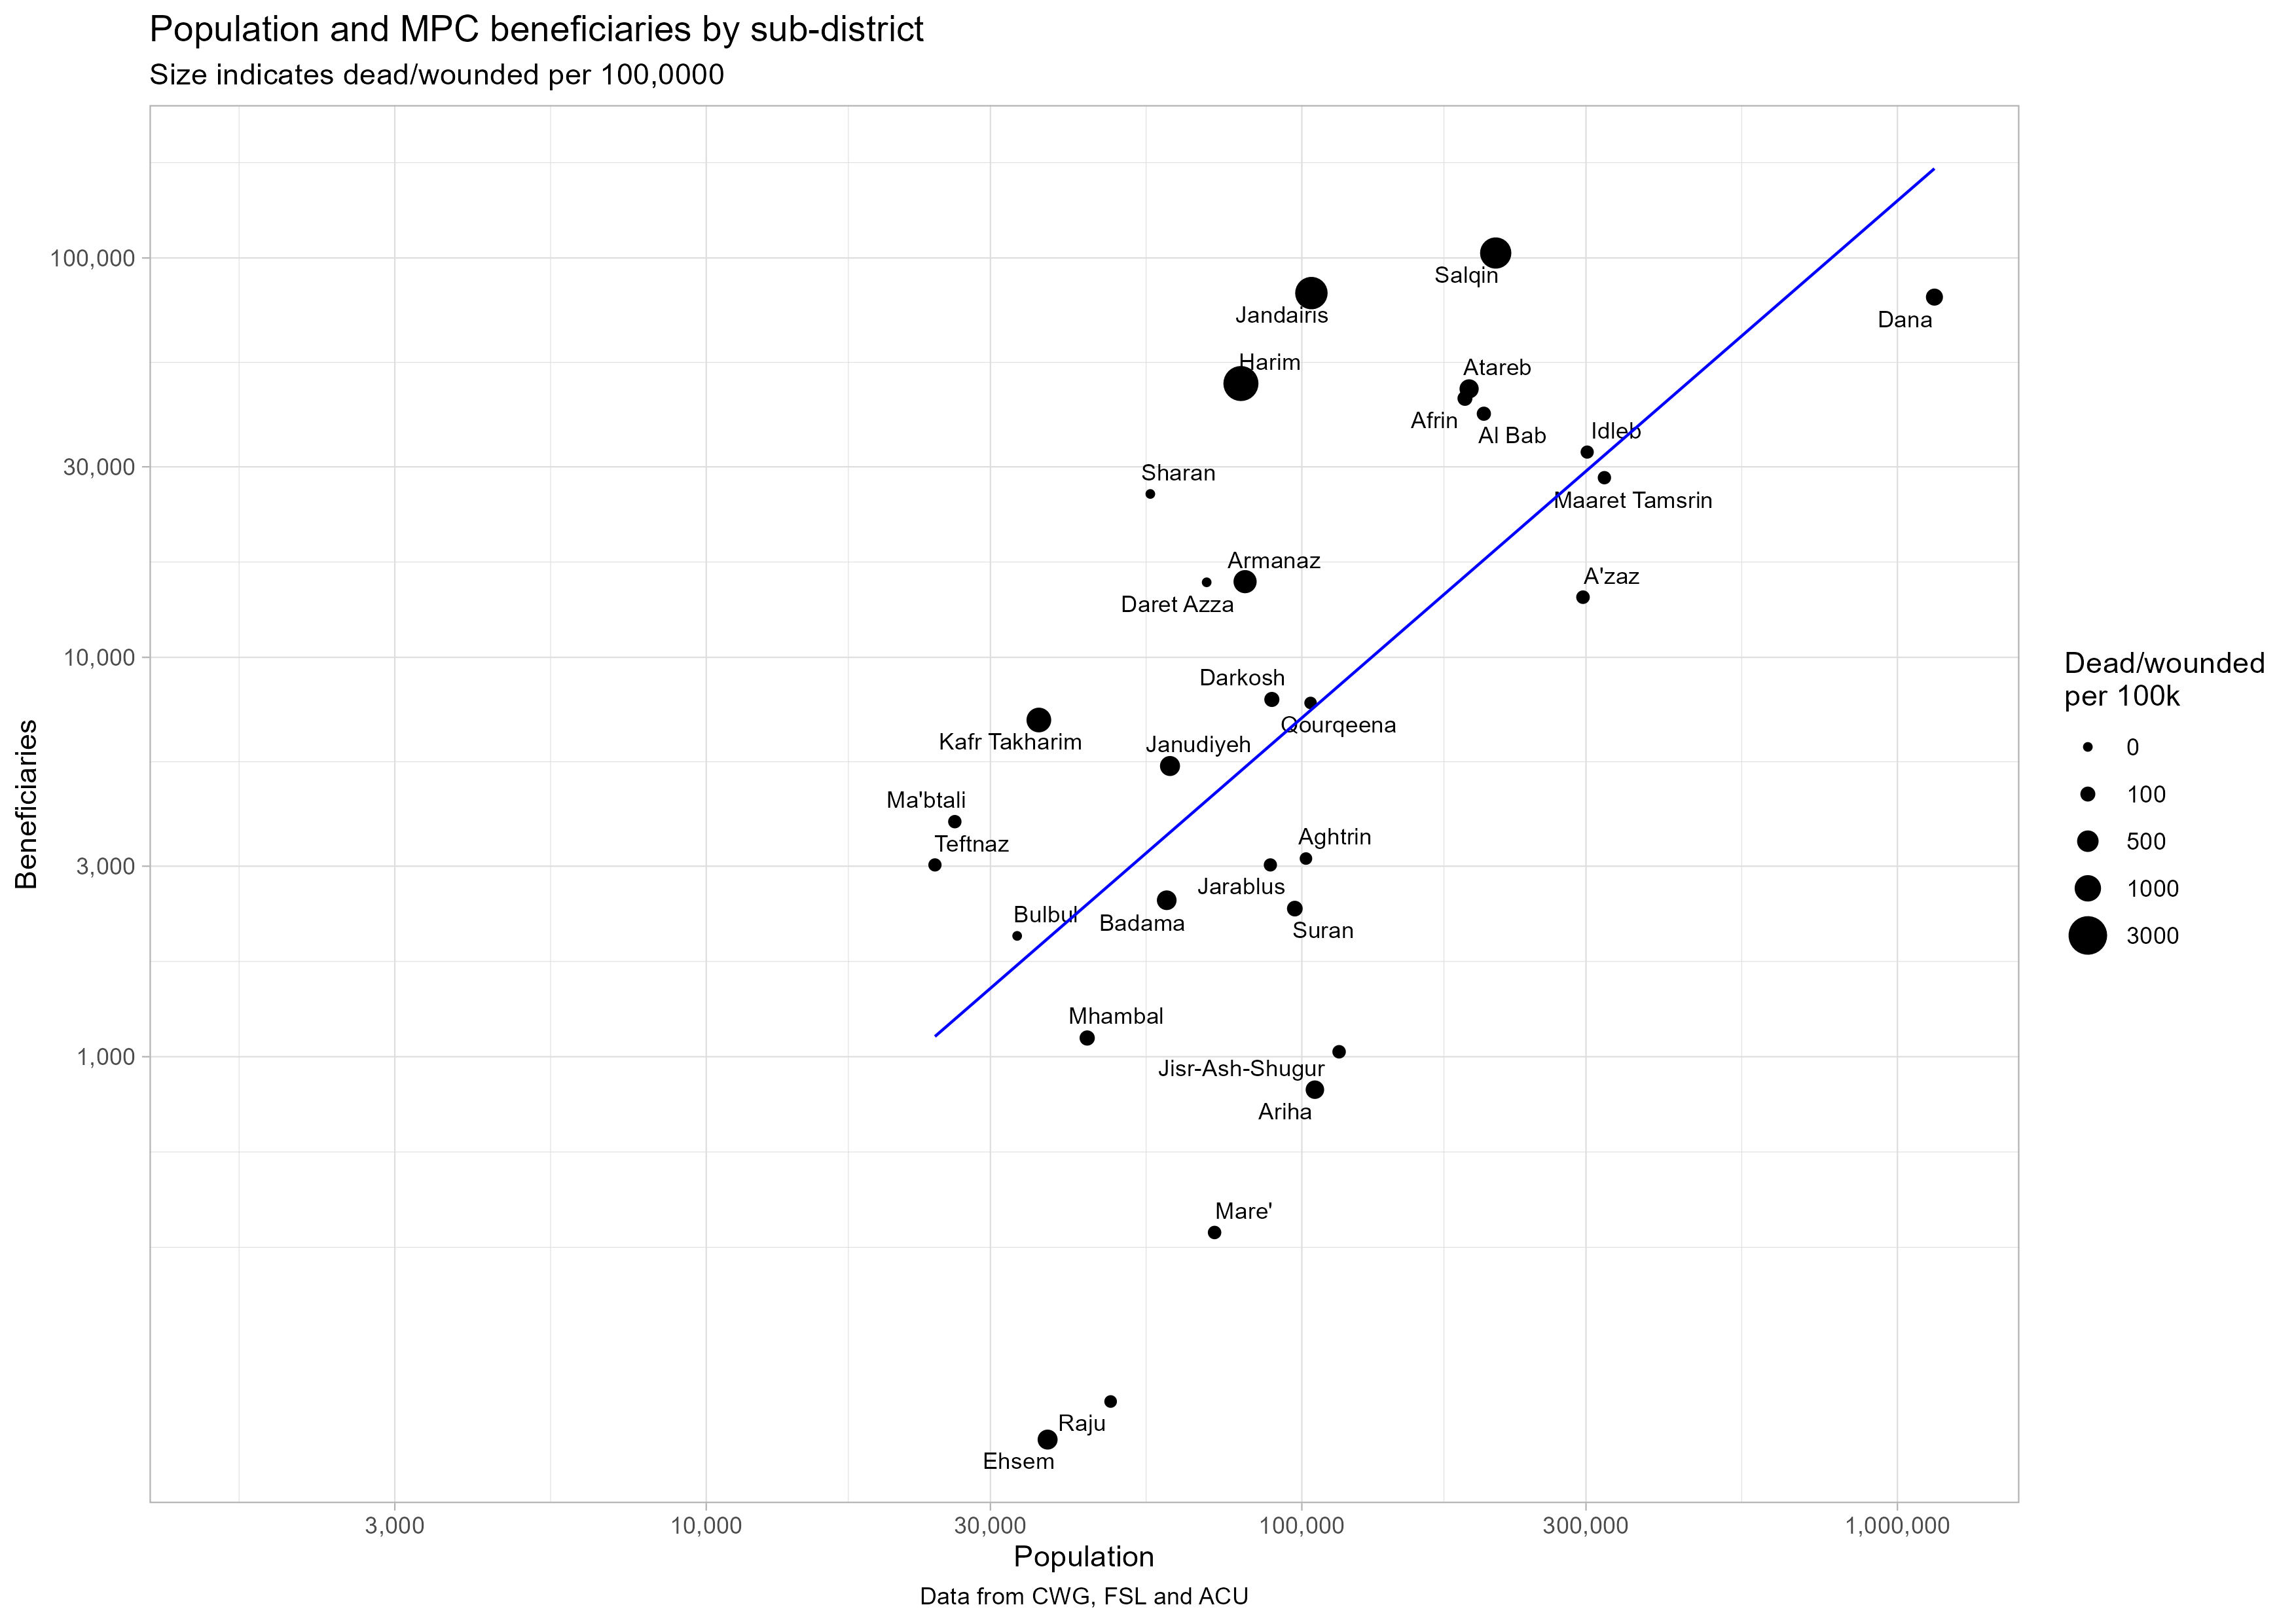 Population and MPC beneficiaries by sub-district
Size indicates dead/wounded per 100,0000
Beneficiaries
100,000
30,000
10,000
3,000
1,000
Salqin
Jandairis
Dana
Harim
Atareb
Afrin
Al Bab
Idleb
Sharan
Maaret Tamsrin
Armanaz
A'zaz
Daret Azza
Darkosh
Qourqeena
Kafr Takharim
Janudiyeh
Ma'btali
Aghtrin
Teftnaz
Jarablus
Bulbul
Badama
Suran
Mhambal
Jisr-Ash-Shugur
Ariha
Mare'
Raju
Ehsem
3,000
10,000
30,000
100,000
300,000
1,000,000
Population
Data from CWG, FSL and ACU
Dead/wounded
per 100k
0
100
500
1000
3000